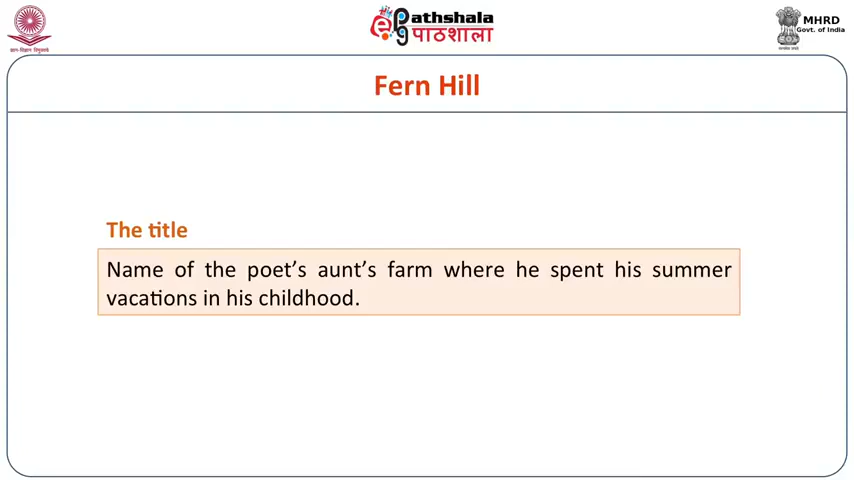 ePathshala
पाठशाला
MHRD
Govt. of India
Fern Hill
The title
Name of the poet's aunt's farm where he spent his summer
vacations in his childhood.